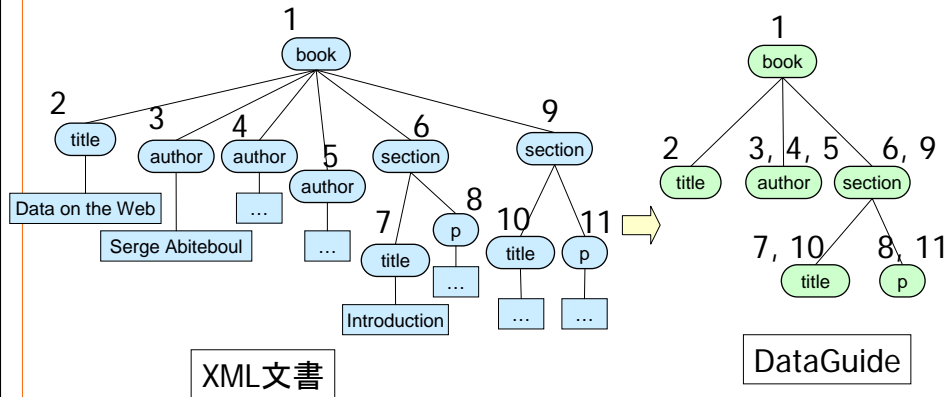 1
book
2
title
Data on the Web
3
author
Serge Abiteboul
4
author
…
5
author
…
6
section
7
title
Introduction
8
p
…
9
section
10
title
…
11
p
…
XML文書
1
book
2
title
3, 4, 5
author
6, 9
section
7, 10
title
8, 11
p
DataGuide